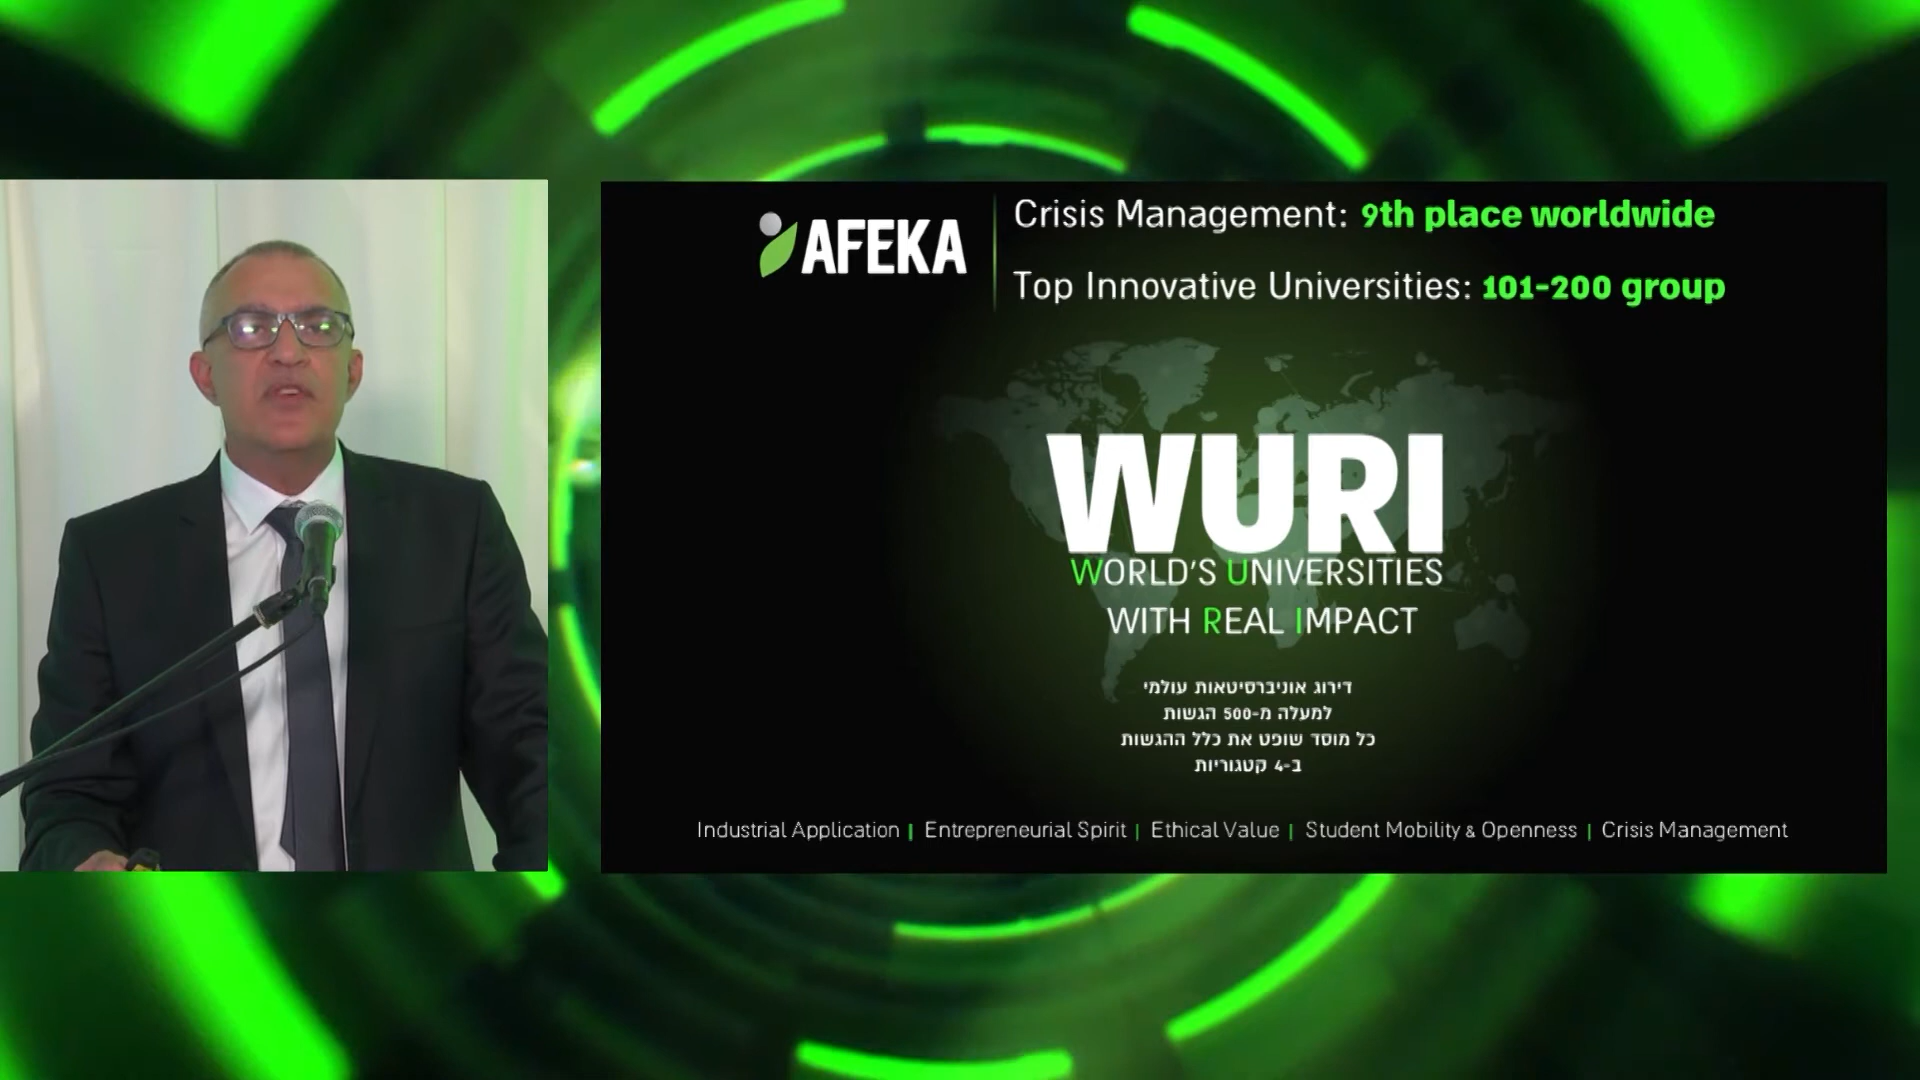 AFEKA
Crisis Management: 9th place worldwide
Top Innovative Universities: 101-200 group
WURI
WORLD'S UNIVERSITIES
WITH REAL IMPACT
דירוג אוניברסיטאות עולמי
למעלה מ-500 הגשות
כל מוסד שופט את כלל ההגשות
ב-4 קטגוריות
Industrial Application | Entrepreneurial Spirit | Ethical Value | Student Mobility & Openness | Crisis Management